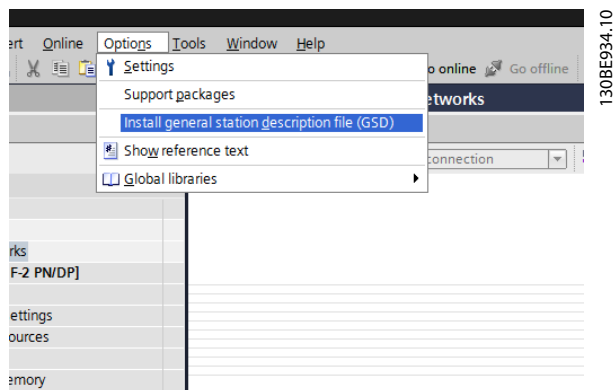 ert Online Options Tools Window Help
Settings
o online Go offline
Support packages
etworks
Install general station description file (GSD)
Show reference text
connection
Global libraries
rks
F-2 PN/DP]
ettings
ources
emory
130BE934.10